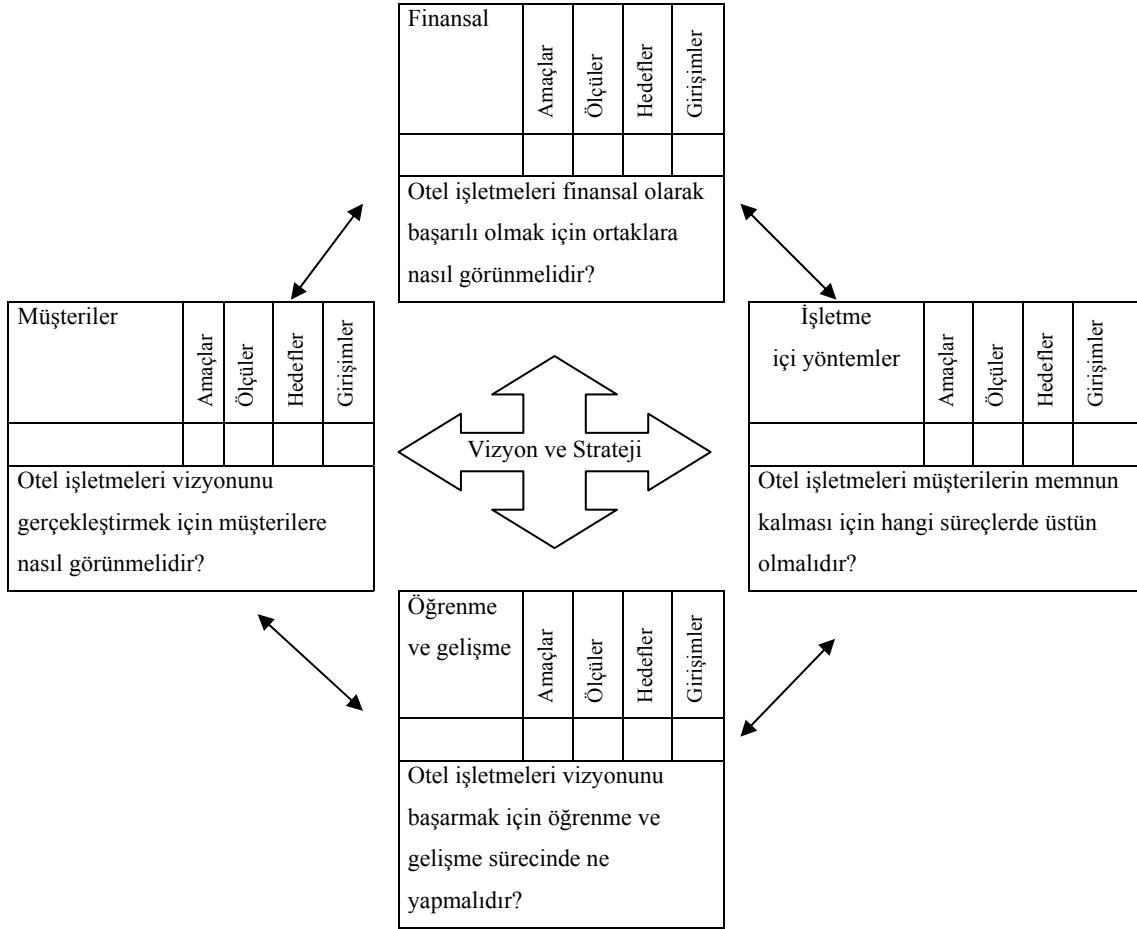 Finansal
Amaçlar
Ölçüler
Hedefler
Girişimler
Otel işletmeleri finansal olarak
başarılı olmak için ortaklara
nasıl görünmelidir?
Müşteriler
Amaçlar
Ölçüler
Hedefler
Girişimler
Otel işletmeleri vizyonunu
gerçekleştirmek için müşterilere
nasıl görünmelidir?
Vizyon ve Strateji
İşletme
içi yöntemler
Amaçlar
Ölçüler
Hedefler
Girişimler
Otel işletmeleri müşterilerin memnun
kalması için hangi süreçlerde üstün
olmalıdır?
Öğrenme
ve gelişme
Amaçlar
Ölçüler
Hedefler
Girişimler
Otel işletmeleri vizyonunu
başarmak için öğrenme ve
gelişme sürecinde ne
yapmalıdır?